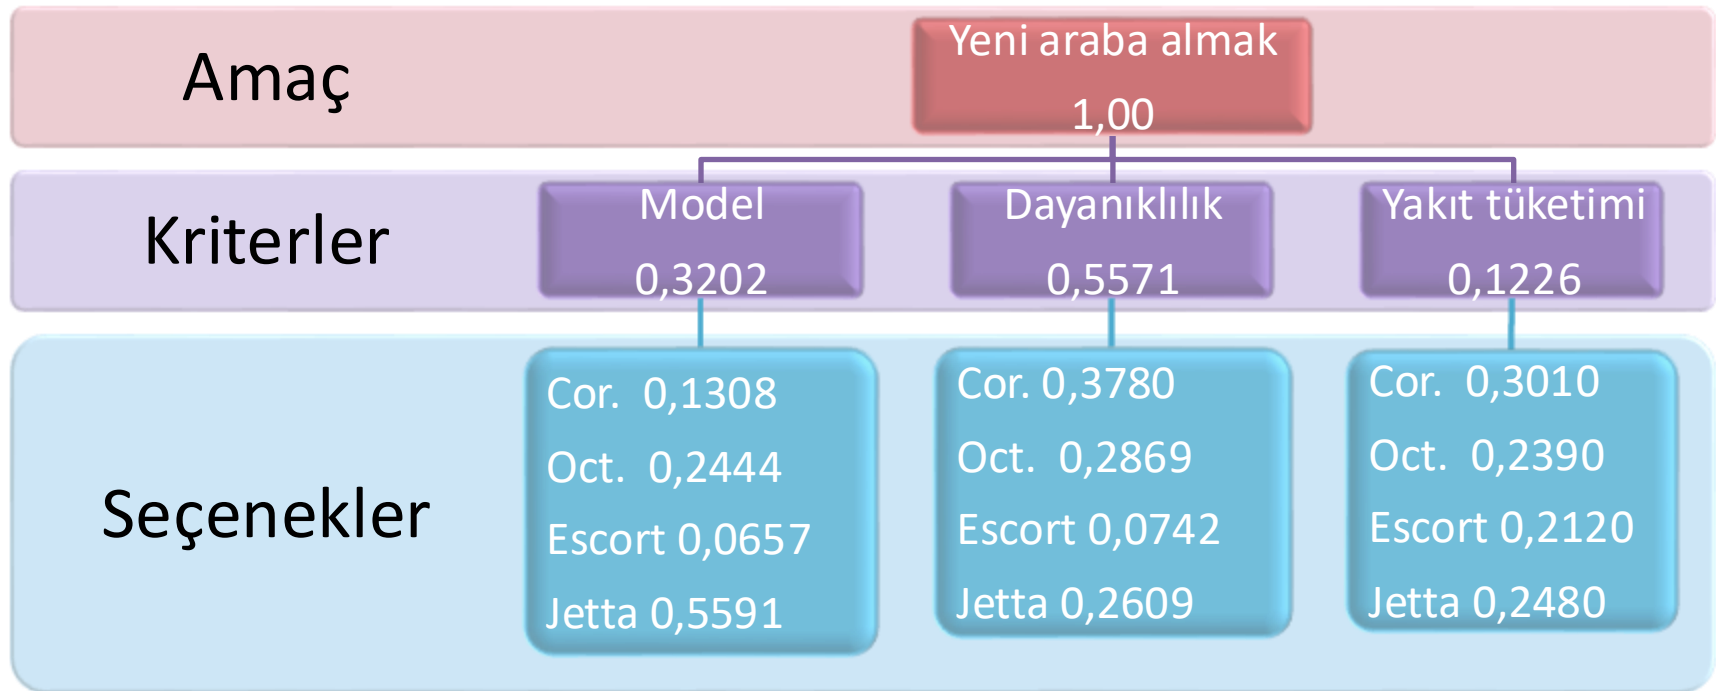 Amaç
Yeni araba almak
1,00
Kriterler
Model
0,3202
Dayanıklılık
0,5571
Yakıt tüketimi
0,1226
Seçenekler
Cor. 0,1308
Oct. 0,2444
Escort 0,0657
Jetta 0,5591
Cor. 0,3780
Oct. 0,2869
Escort 0,0742
Jetta 0,2609
Cor. 0,3010
Oct. 0,2390
Escort 0,2120
Jetta 0,2480